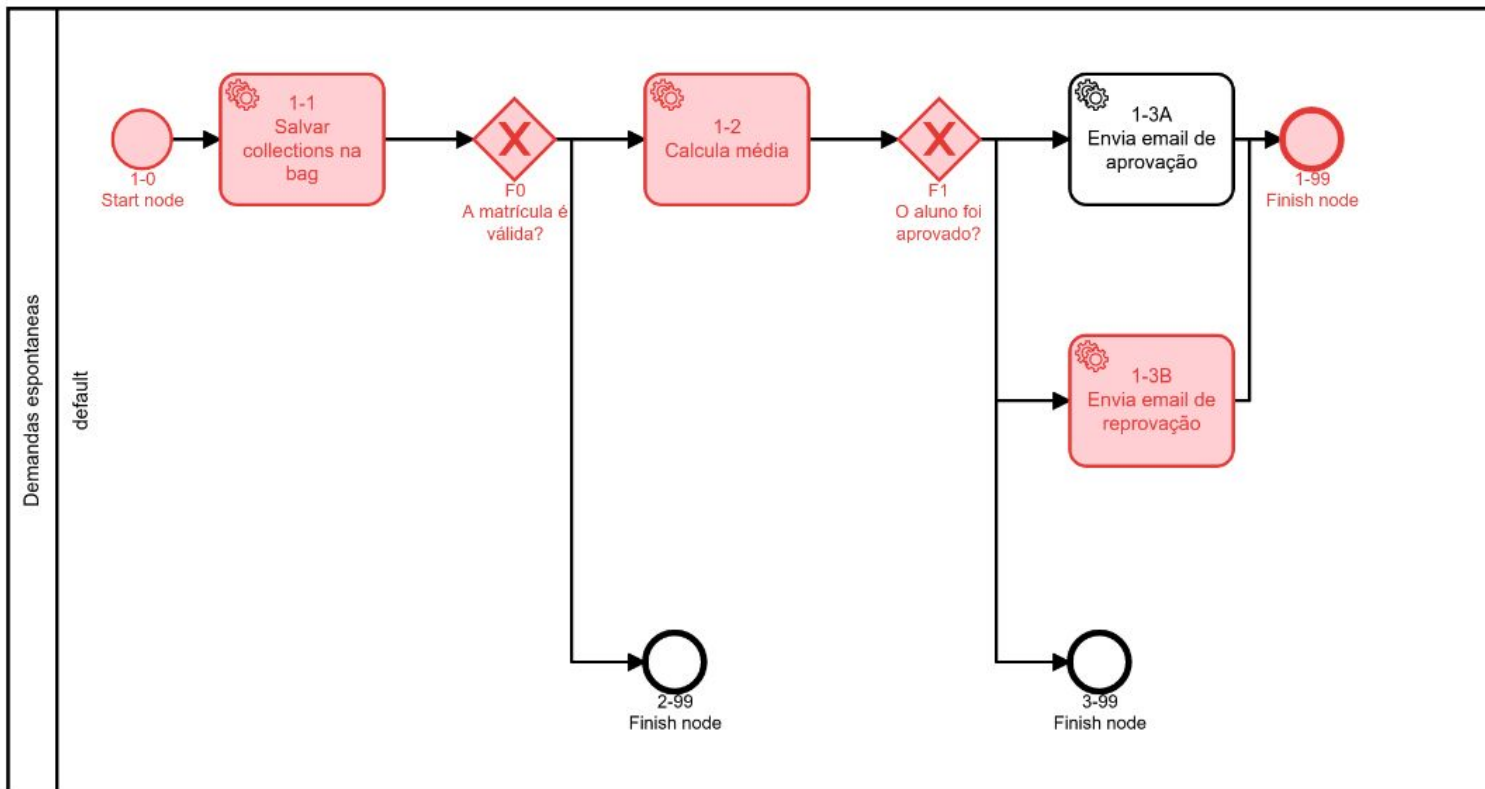 Demandas espontaneas
default
1-0
Start node
1-1
Salvar
collections na
bag
F0
A matrícula é
válida?
1-2
Calcula média
F1
O aluno foi
aprovado?
1-3A
Envia email de
aprovação
1-99
Finish node
1-3B
Envia email de
reprovação
2-99
Finish node
3-99
Finish node